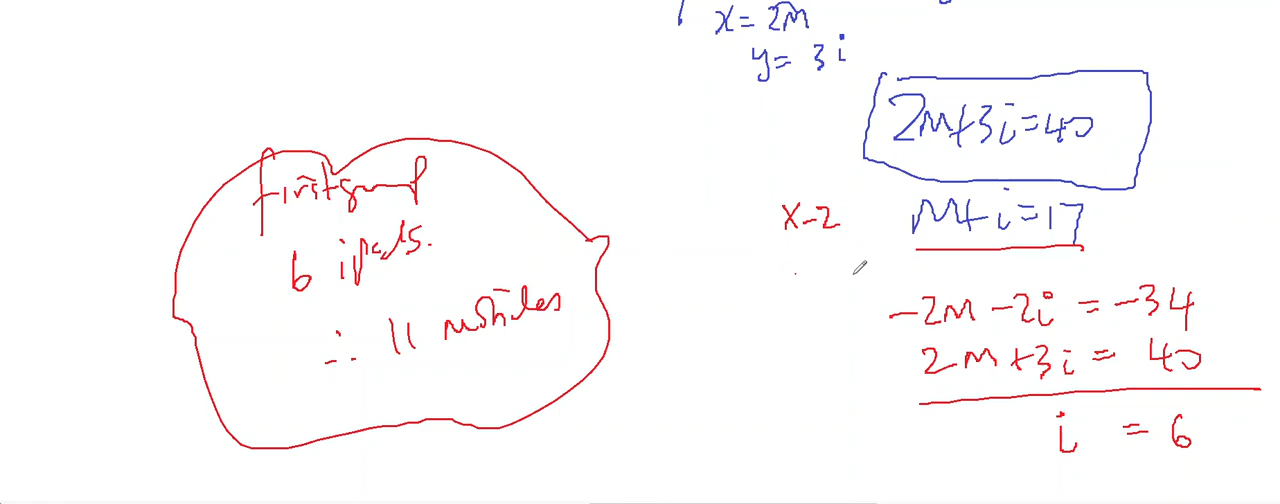 x = 2m
y = 3i
2m+3i=40
x-2 m+i=17
-2m -2i = -34
2m+3i = 40
i = 6
first
6 ipads.
∴ 11 mobiles